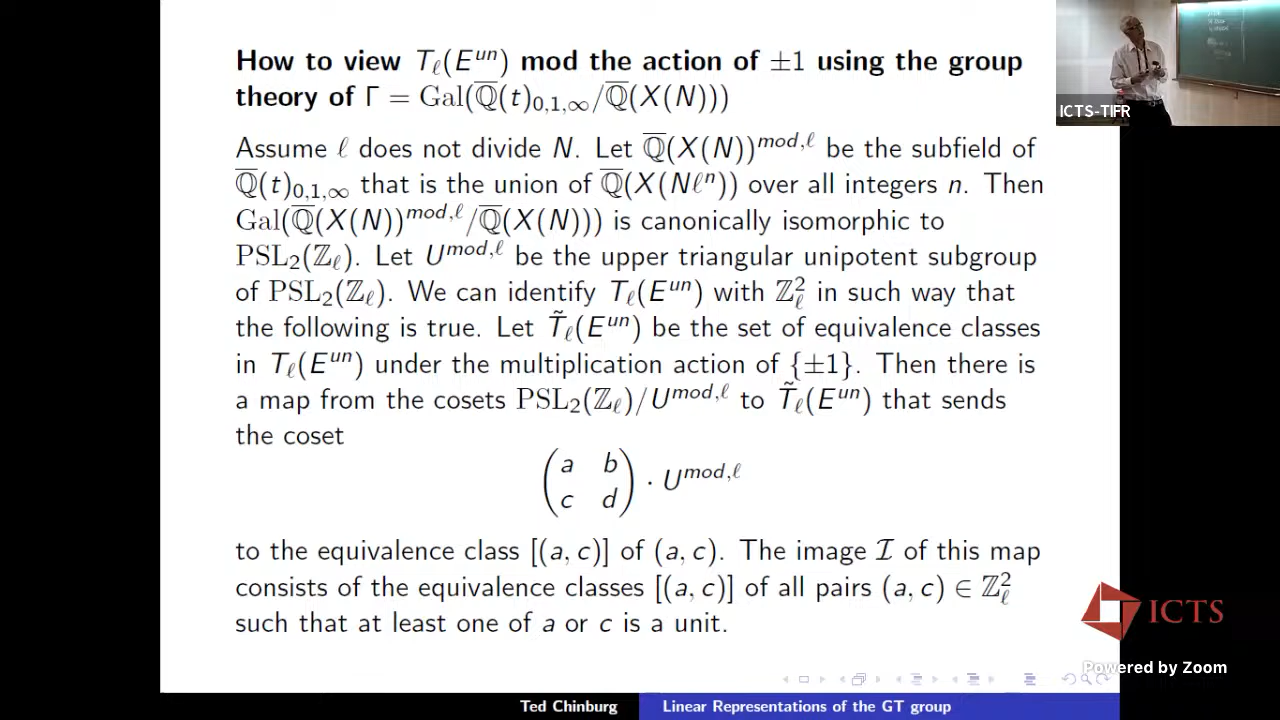 How to view T_ℓ(E^{un}) mod the action of ±1 using the group
theory of Γ = Gal(ℚ̅(t)_{0,1,∞}/ℚ̅(X(N)))
Assume ℓ does not divide N. Let ℚ̅(X(N))^{mod,ℓ} be the subfield of
ℚ̅(t)_{0,1,∞} that is the union of ℚ̅(X(Nℓ^n)) over all integers n. Then
Gal(ℚ̅(X(N))^{mod,ℓ}/ℚ̅(X(N))) is canonically isomorphic to
PSL₂(ℤ_ℓ). Let U^{mod,ℓ} be the upper triangular unipotent subgroup
of PSL₂(ℤ_ℓ). We can identify T_ℓ(E^{un}) with ℤ_ℓ^2 in such way that
the following is true. Let T̃_ℓ(E^{un}) be the set of equivalence classes
in T_ℓ(E^{un}) under the multiplication action of {±1}. Then there is
a map from the cosets PSL₂(ℤ_ℓ)/U^{mod,ℓ} to T̃_ℓ(E^{un}) that sends
the coset
( a b
c d ) · U^{mod,ℓ}
to the equivalence class [(a, c)] of (a, c). The image ℐ of this map
consists of the equivalence classes [(a, c)] of all pairs (a, c) ∈ ℤ_ℓ^2
such that at least one of a or c is a unit.
Ted Chinburg Linear Representations of the GT group
ICTS-TIFR
ICTS
Powered by Zoom